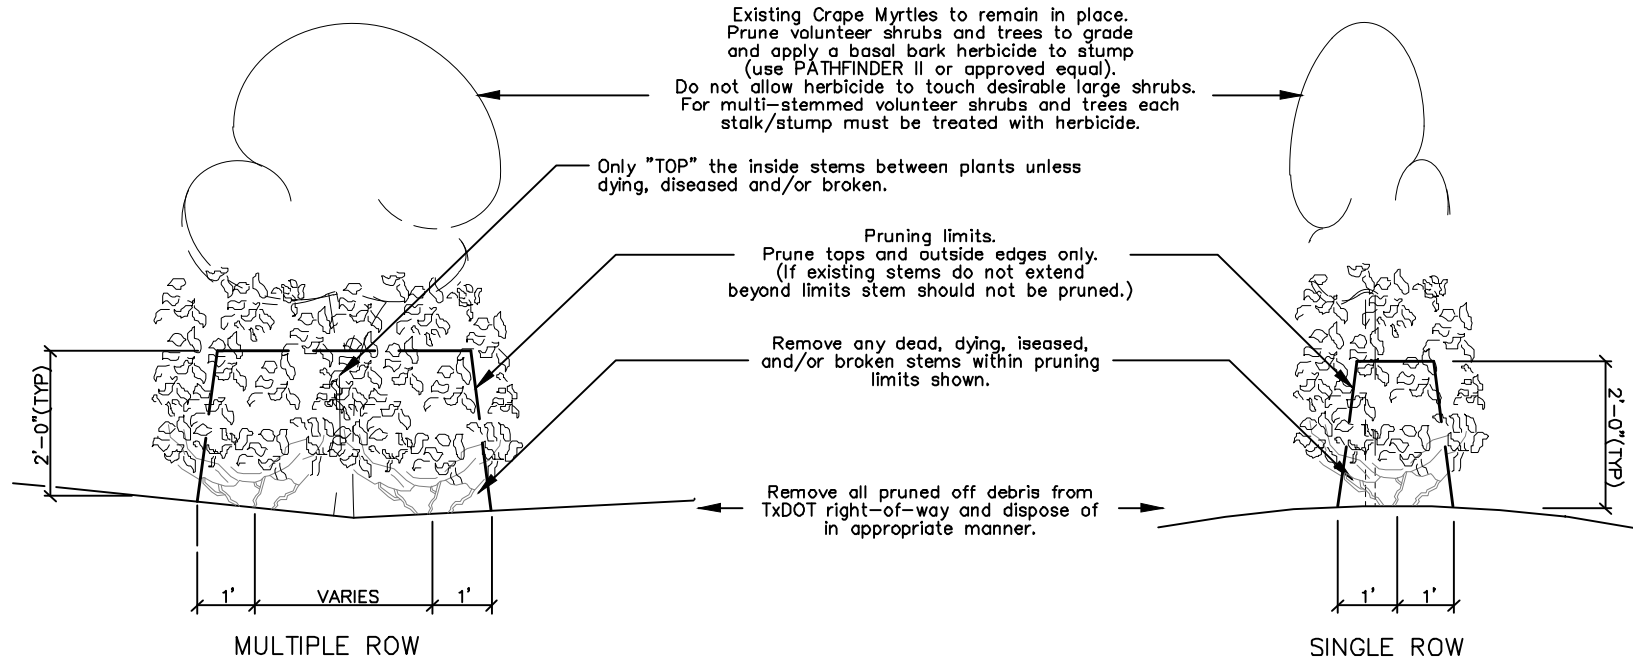 Existing Crape Myrtles to remain in place.
Prune volunteer shrubs and trees to grade
and apply a basal bark herbicide to stump
(use PATHFINDER II or approved equal).
Do not allow herbicide to touch desirable large shrubs.
For multi-stemmed volunteer shrubs and trees each
stalk/stump must be treated with herbicide.
Only "TOP" the inside stems between plants unless
dying, diseased and/or broken.
Pruning limits.
Prune tops and outside edges only.
(If existing stems do not extend
beyond limits stem should not be pruned.)
Remove any dead, dying, iseased,
and/or broken stems within pruning
limits shown.
2'-0"(TYP)
2'-0"(TYP)
Remove all pruned off debris from
TxDOT right-of-way and dispose of
in appropriate manner.
1' VARIES 1'
1' 1'
MULTIPLE ROW
SINGLE ROW